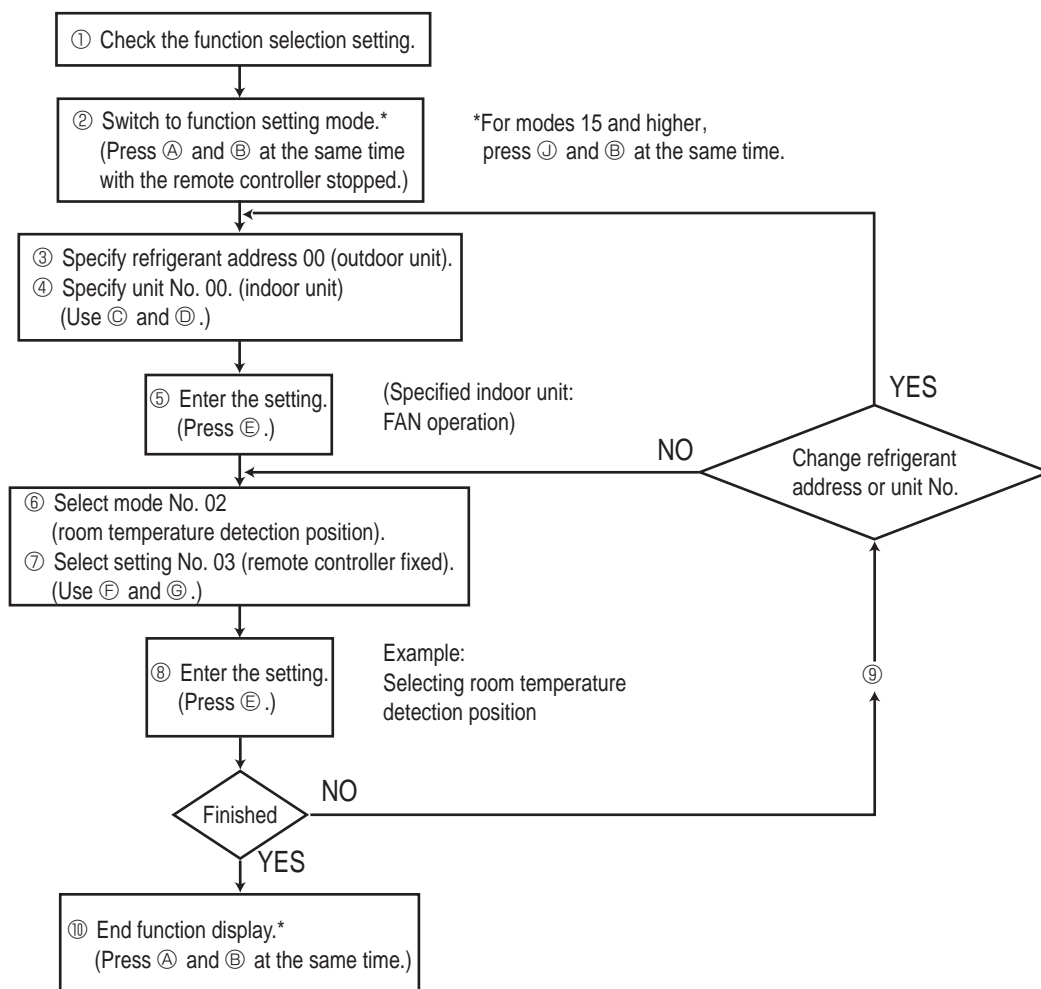 ① Check the function selection setting.
② Switch to function setting mode.*
(Press Ⓐ and Ⓑ at the same time
with the remote controller stopped.)
*For modes 15 and higher,
press Ⓙ and Ⓑ at the same time.
③ Specify refrigerant address 00 (outdoor unit).
④ Specify unit No. 00. (indoor unit)
(Use Ⓒ and Ⓓ.)
⑤ Enter the setting.
(Press Ⓔ.)
(Specified indoor unit:
FAN operation)
YES
NO
Change refrigerant
address or unit No.
⑥ Select mode No. 02
(room temperature detection position).
⑦ Select setting No. 03 (remote controller fixed).
(Use Ⓕ and Ⓖ.)
⑧ Enter the setting.
(Press Ⓔ.)
Example:
Selecting room temperature
detection position
⑨
Finished
NO
YES
⑩ End function display.*
(Press Ⓐ and Ⓑ at the same time.)